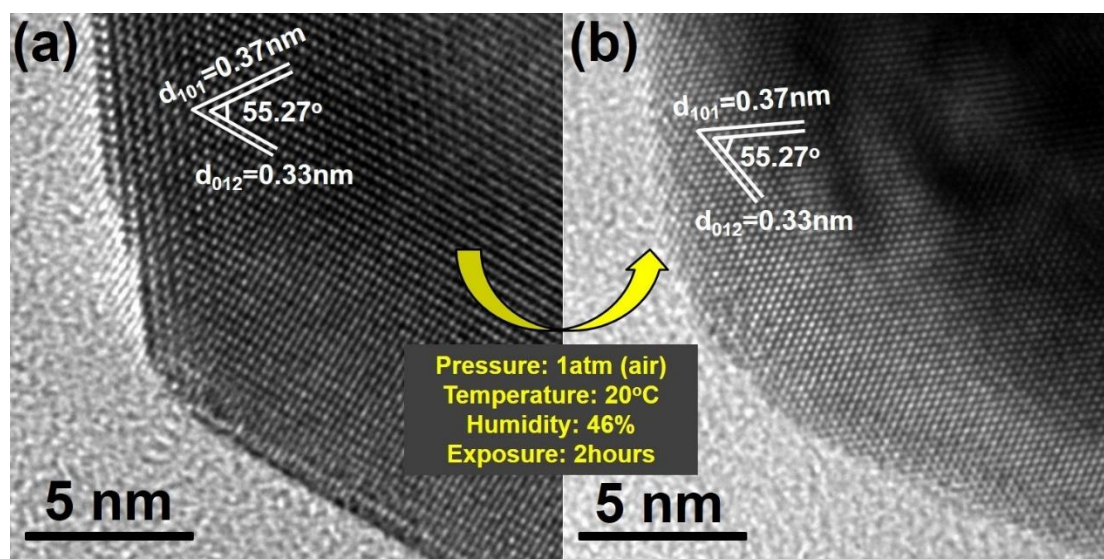 (a)
d101=0.37nm
55.27°
d012=0.33nm
5 nm
(b)
d101=0.37nm
55.27°
d012=0.33nm
Pressure: 1atm (air)
Temperature: 20°C
Humidity: 46%
Exposure: 2hours
5 nm